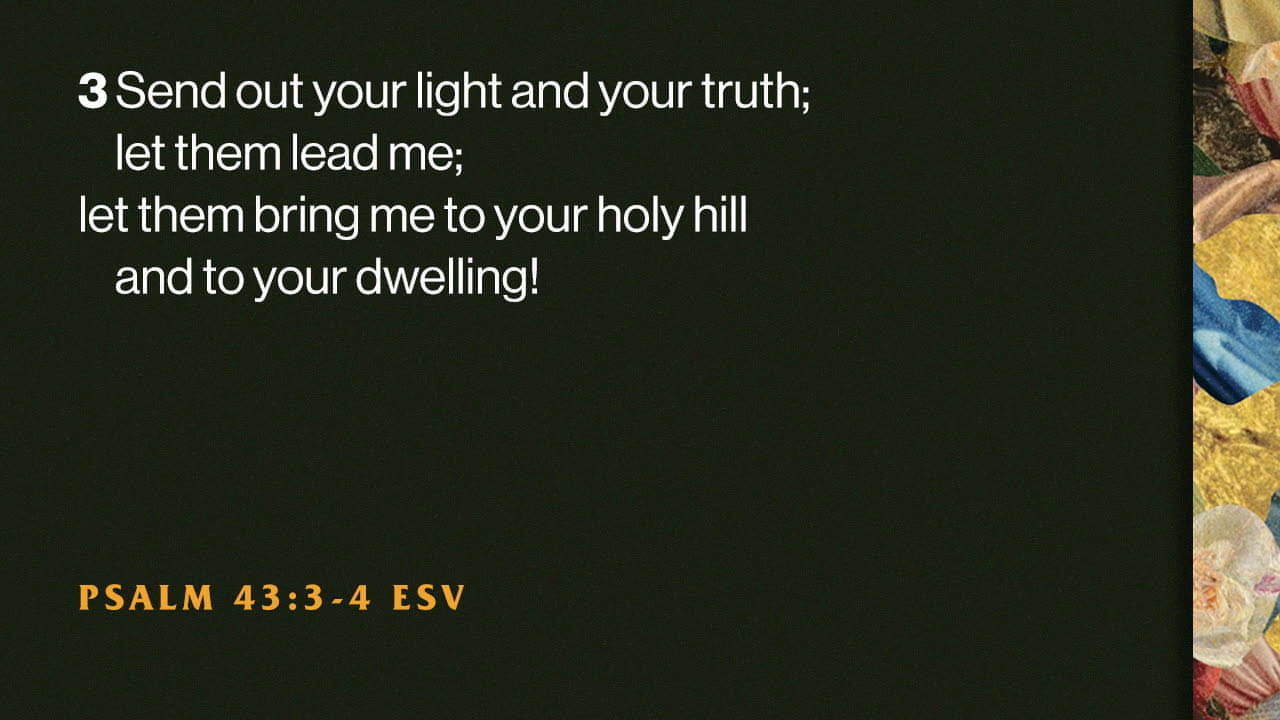 3 Send out your light and your truth;
let them lead me;
let them bring me to your holy hill
and to your dwelling!
PSALM 43:3-4 ESV